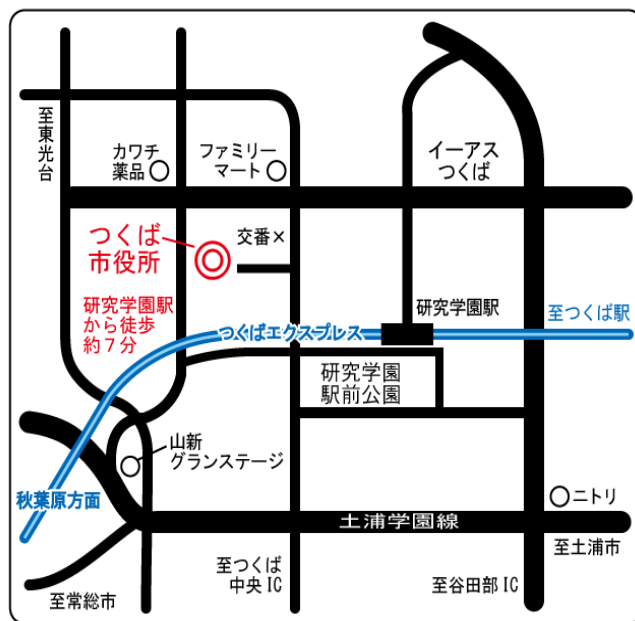 至東光台
カワチ
薬品
ファミリー
マート
イーアス
つくば
つくば
市役所
交番×
研究学園駅
から徒歩
約７分
つくばエクスプレス
研究学園駅
至つくば駅
研究学園
駅前公園
山新
グランステージ
秋葉原方面
ニトリ
土浦学園線
至土浦市
至つくば
中央IC
至谷田部IC
至常総市